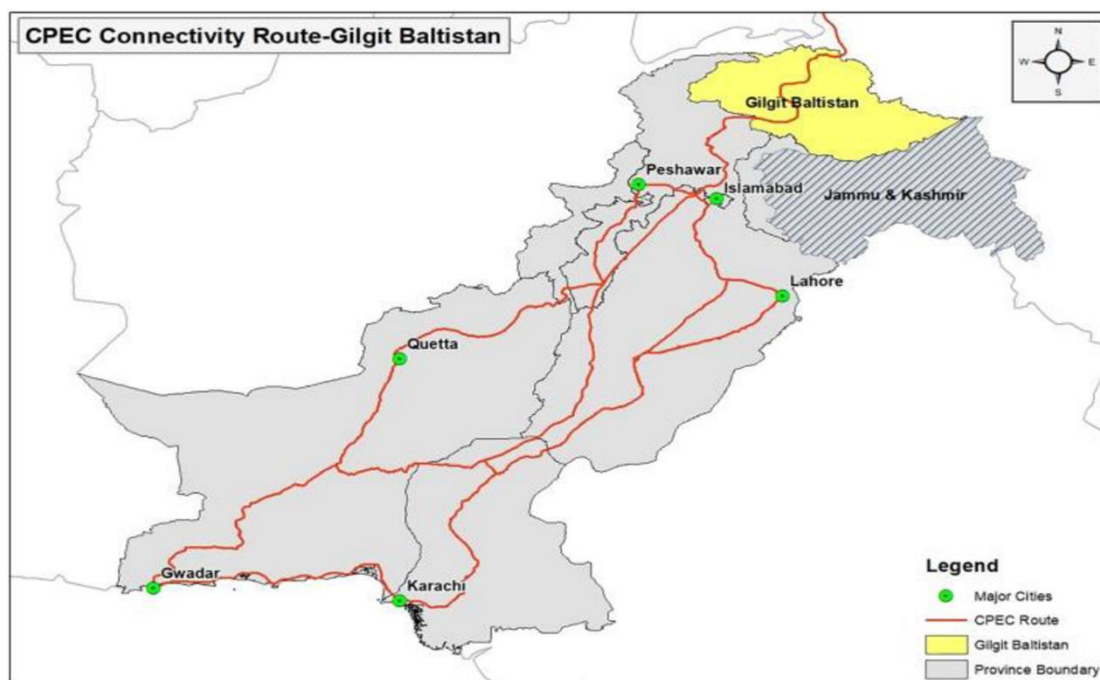 CPEC Connectivity Route-Gilgit Baltistan
N
W E
S
Gilgit Baltistan
Peshawar
Islamabad
Jammu & Kashmir
Lahore
Quetta
Gwadar
Karachi
Legend
Major Cities
CPEC Route
Gilgit Baltistan
Province Boundary